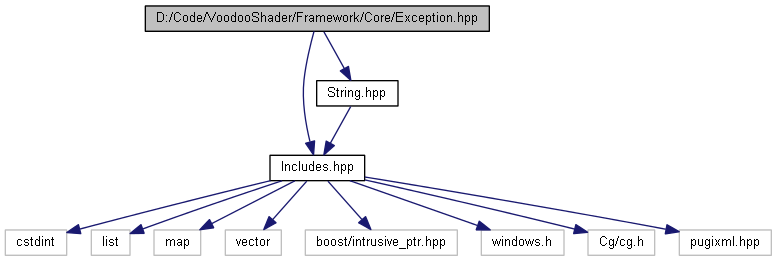 D:/Code/VoodooShader/Framework/Core/Exception.hpp
String.hpp
Includes.hpp
cstdint
list
map
vector
boost/intrusive_ptr.hpp
windows.h
Cg/cg.h
pugixml.hpp